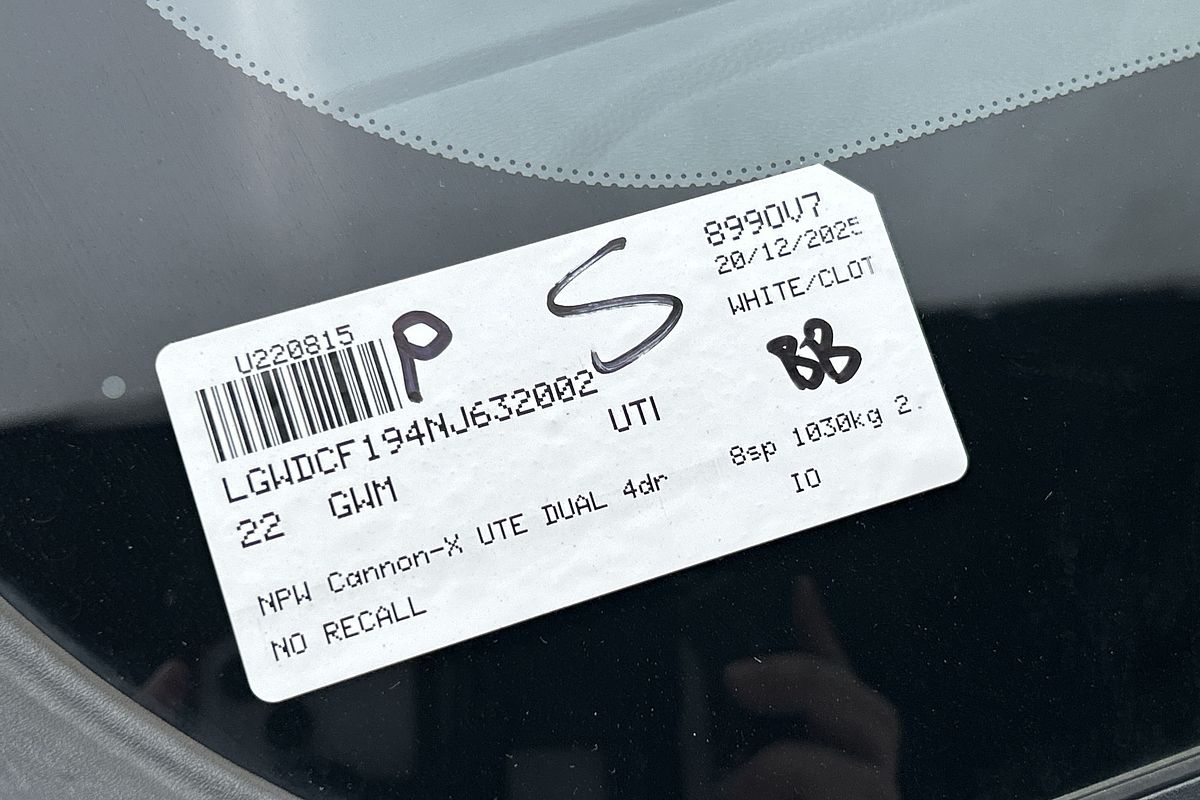 U220815
P
S
8990V7
20/12/2025
WHITE/CLOT
BB
LGWDCF194NJ632002
22 GWM UTI
NPW Cannon-X UTE DUAL 4dr 8sp 1030kg 2.
NO RECALL IO